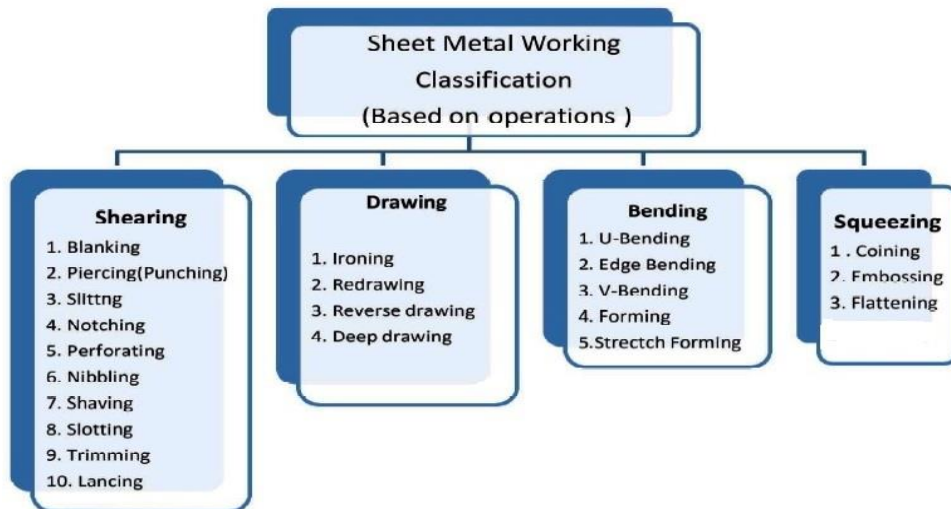 Sheet Metal Working
Classification
(Based on operations )
Shearing
1. Blanking
2. Piercing(Punching)
3. Slittng
4. Notching
5. Perforating
6. Nibbling
7. Shaving
8. Slotting
9. Trimming
10. Lancing
Drawing
1. Ironing
2. Redrawing
3. Reverse drawing
4. Deep drawing
Bending
1. U-Bending
2. Edge Bending
3. V-Bending
4. Forming
5.Strectch Forming
Squeezing
1 . Coining
2. Embossing
3. Flattening